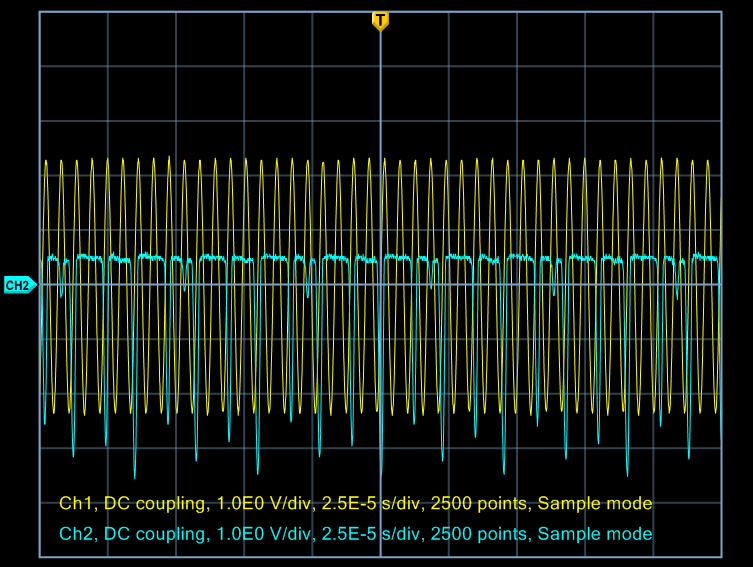 T
CH2
Ch1, DC coupling, 1.0E0 V/div, 2.5E-5 s/div, 2500 points, Sample mode
Ch2, DC coupling, 1.0E0 V/div, 2.5E-5 s/div, 2500 points, Sample mode